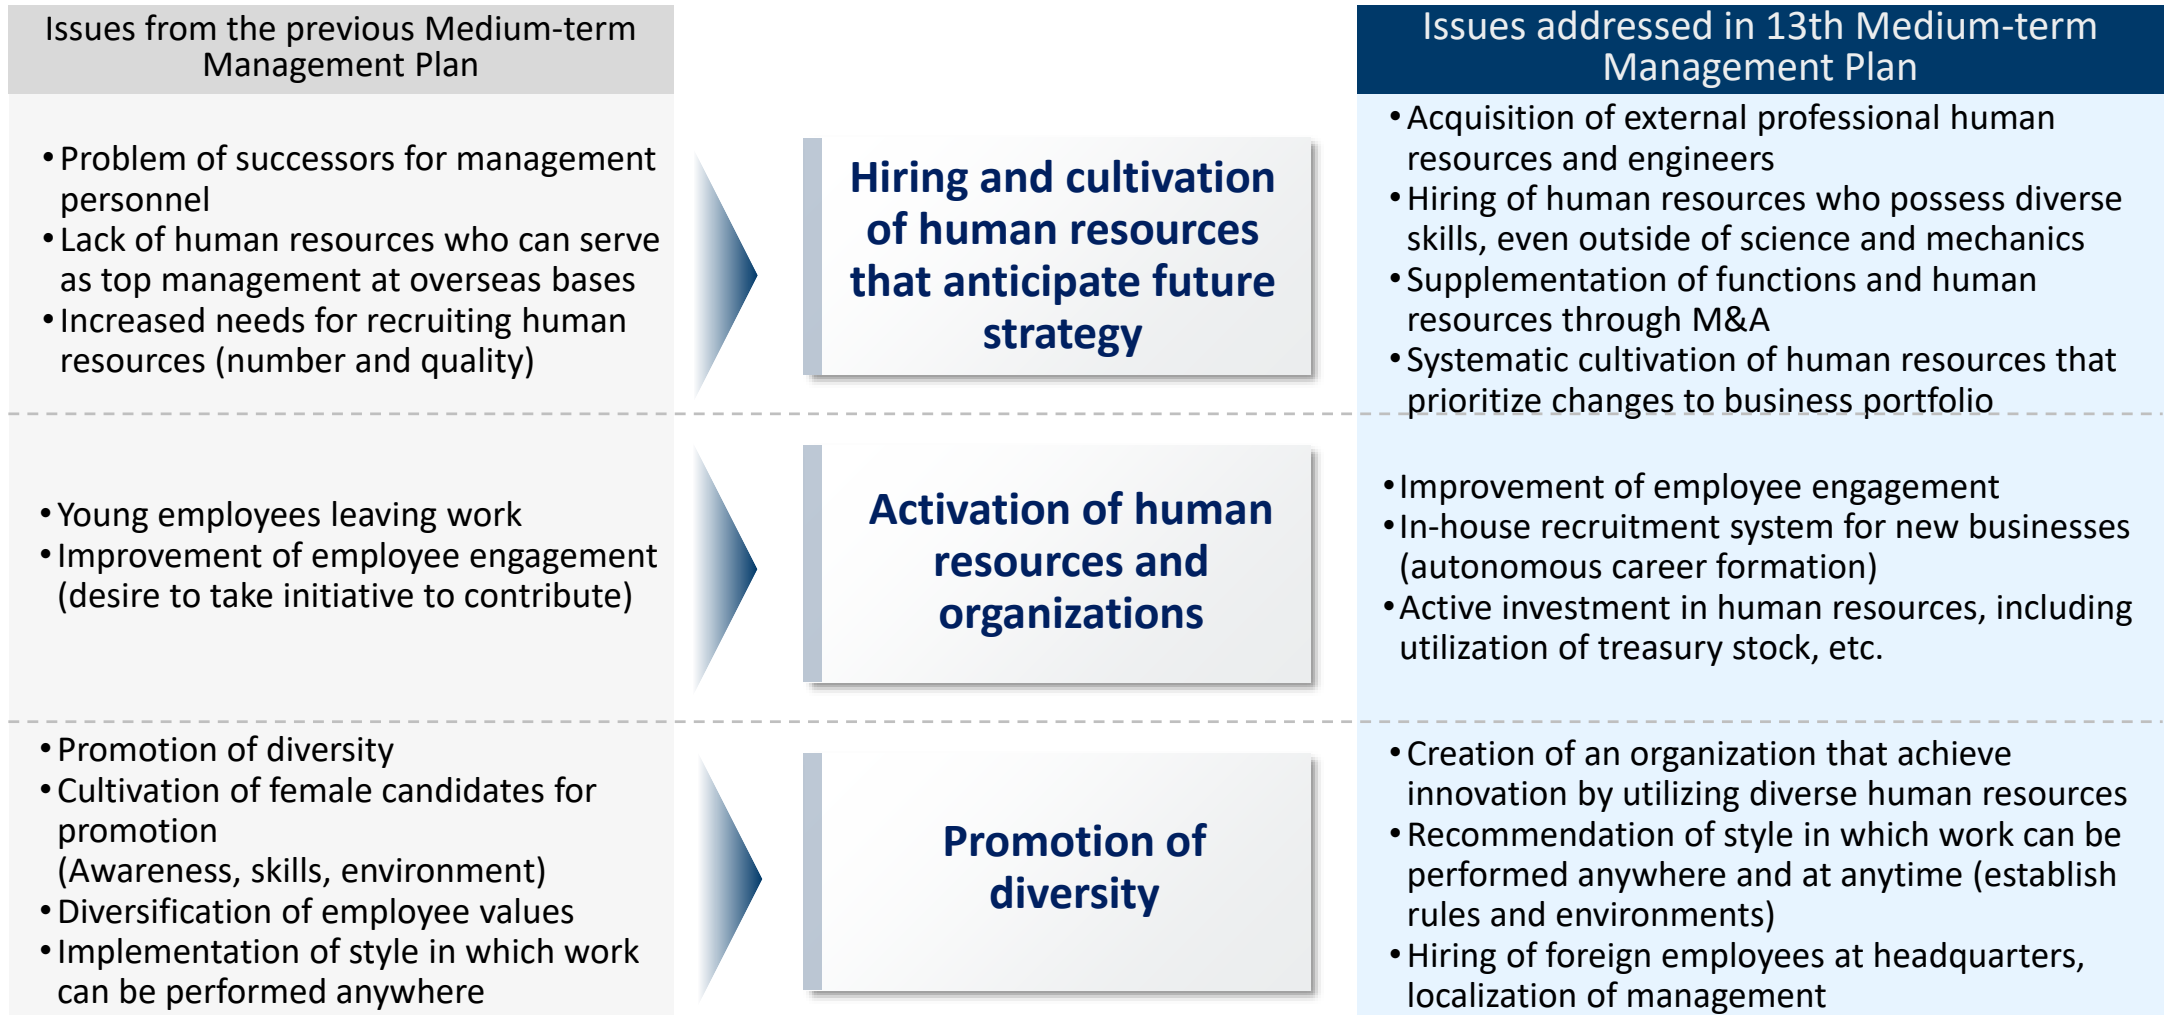 Issues from the previous Medium-term
Management Plan
Issues addressed in 13th Medium-term
Management Plan
•Problem of successors for management
personnel
•Lack of human resources who can serve
as top management at overseas bases
•Increased needs for recruiting human
resources (number and quality)
Hiring and cultivation
of human resources
that anticipate future
strategy
•Acquisition of external professional human
resources and engineers
•Hiring of human resources who possess diverse
skills, even outside of science and mechanics
•Supplementation of functions and human
resources through M&A
•Systematic cultivation of human resources that
prioritize changes to business portfolio
•Young employees leaving work
•Improvement of employee engagement
(desire to take initiative to contribute)
Activation of human
resources and
organizations
•Improvement of employee engagement
•In-house recruitment system for new businesses
(autonomous career formation)
•Active investment in human resources, including
utilization of treasury stock, etc.
•Promotion of diversity
•Cultivation of female candidates for
promotion
(Awareness, skills, environment)
•Diversification of employee values
•Implementation of style in which work
can be performed anywhere
Promotion of
diversity
•Creation of an organization that achieve
innovation by utilizing diverse human resources
•Recommendation of style in which work can be
performed anywhere and at anytime (establish
rules and environments)
•Hiring of foreign employees at headquarters,
localization of management